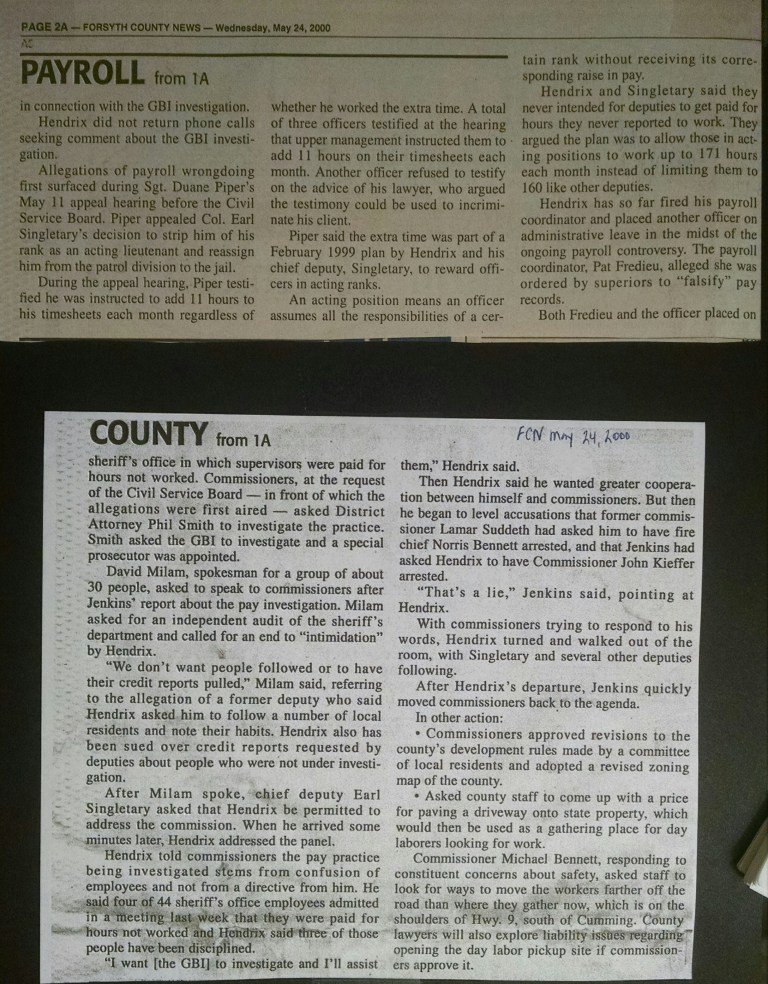 PAGE 2A — FORSYTH COUNTY NEWS — Wednesday, May 24, 2000
PAYROLL from 1A
in connection with the GBI investigation.
Hendrix did not return phone calls
seeking comment about the GBI investi-
gation.
Allegations of payroll wrongdoing
first surfaced during Sgt. Duane Piper's
May 11 appeal hearing before the Civil
Service Board. Piper appealed Col. Earl
Singletary's decision to strip him of his
rank as an acting lieutenant and reassign
him from the patrol division to the jail.
During the appeal hearing, Piper testi-
fied he was instructed to add 11 hours to
his timesheets each month regardless of
whether he worked the extra time. A total
of three officers testified at the hearing
that upper management instructed them to
add 11 hours on their timesheets each
month. Another officer refused to testify
on the advice of his lawyer, who argued
the testimony could be used to incrimi-
nate his client.
Piper said the extra time was part of a
February 1999 plan by Hendrix and his
chief deputy, Singletary, to reward offi-
cers in acting ranks.
An acting position means an officer
assumes all the responsibilities of a cer-
tain rank without receiving its corre-
sponding raise in pay.
Hendrix and Singletary said they
never intended for deputies to get paid for
hours they never reported to work. They
argued the plan was to allow those in act-
ing positions to work up to 171 hours
each month instead of limiting them to
160 like other deputies.
Hendrix has so far fired his payroll
coordinator and placed another officer on
administrative leave in the midst of the
ongoing payroll controversy. The payroll
coordinator, Pat Fredieu, alleged she was
ordered by superiors to "falsify" pay
records.
Both Fredieu and the officer placed on
COUNTY from 1A
FCN May 24, 2000
sheriff's office in which supervisors were paid for
hours not worked. Commissioners, at the request
of the Civil Service Board — in front of which the
allegations were first aired — asked District
Attorney Phil Smith to investigate the practice.
Smith asked the GBI to investigate and a special
prosecutor was appointed.
David Milam, spokesman for a group of about
30 people, asked to speak to commissioners after
Jenkins' report about the pay investigation. Milam
asked for an independent audit of the sheriff's
department and called for an end to "intimidation"
by Hendrix.
"We don't want people followed or to have
their credit reports pulled," Milam said, referring
to the allegation of a former deputy who said
Hendrix asked him to follow a number of local
residents and note their habits. Hendrix also has
been sued over credit reports requested by
deputies about people who were not under investi-
gation.
After Milam spoke, chief deputy Earl
Singletary asked that Hendrix be permitted to
address the commission. When he arrived some
minutes later, Hendrix addressed the panel.
Hendrix told commissioners the pay practice
being investigated stems from confusion of
employees and not from a directive from him. He
said four of 44 sheriff's office employees admitted
in a meeting last week that they were paid for
hours not worked and Hendrix said three of those
people have been disciplined.
"I want [the GBI] to investigate and I'll assist
them," Hendrix said.
Then Hendrix said he wanted greater coopera-
tion between himself and commissioners. But then
he began to level accusations that former commis-
sioner Lamar Suddeth had asked him to have fire
chief Norris Bennett arrested, and that Jenkins had
asked Hendrix to have Commissioner John Kieffer
arrested.
"That's a lie," Jenkins said, pointing at
Hendrix.
With commissioners trying to respond to his
words, Hendrix turned and walked out of the
room, with Singletary and several other deputies
following.
After Hendrix's departure, Jenkins quickly
moved commissioners back to the agenda.
In other action:
• Commissioners approved revisions to the
county's development rules made by a committee
of local residents and adopted a revised zoning
map of the county.
• Asked county staff to come up with a price
for paving a driveway onto state property, which
would then be used as a gathering place for day
laborers looking for work.
Commissioner Michael Bennett, responding to
constituent concerns about safety, asked staff to
look for ways to move the workers farther off the
road than where they gather now, which is on the
shoulders of Hwy. 9, south of Cumming. County
lawyers will also explore liability issues regarding
opening the day labor pickup site if commission-
ers approve it.